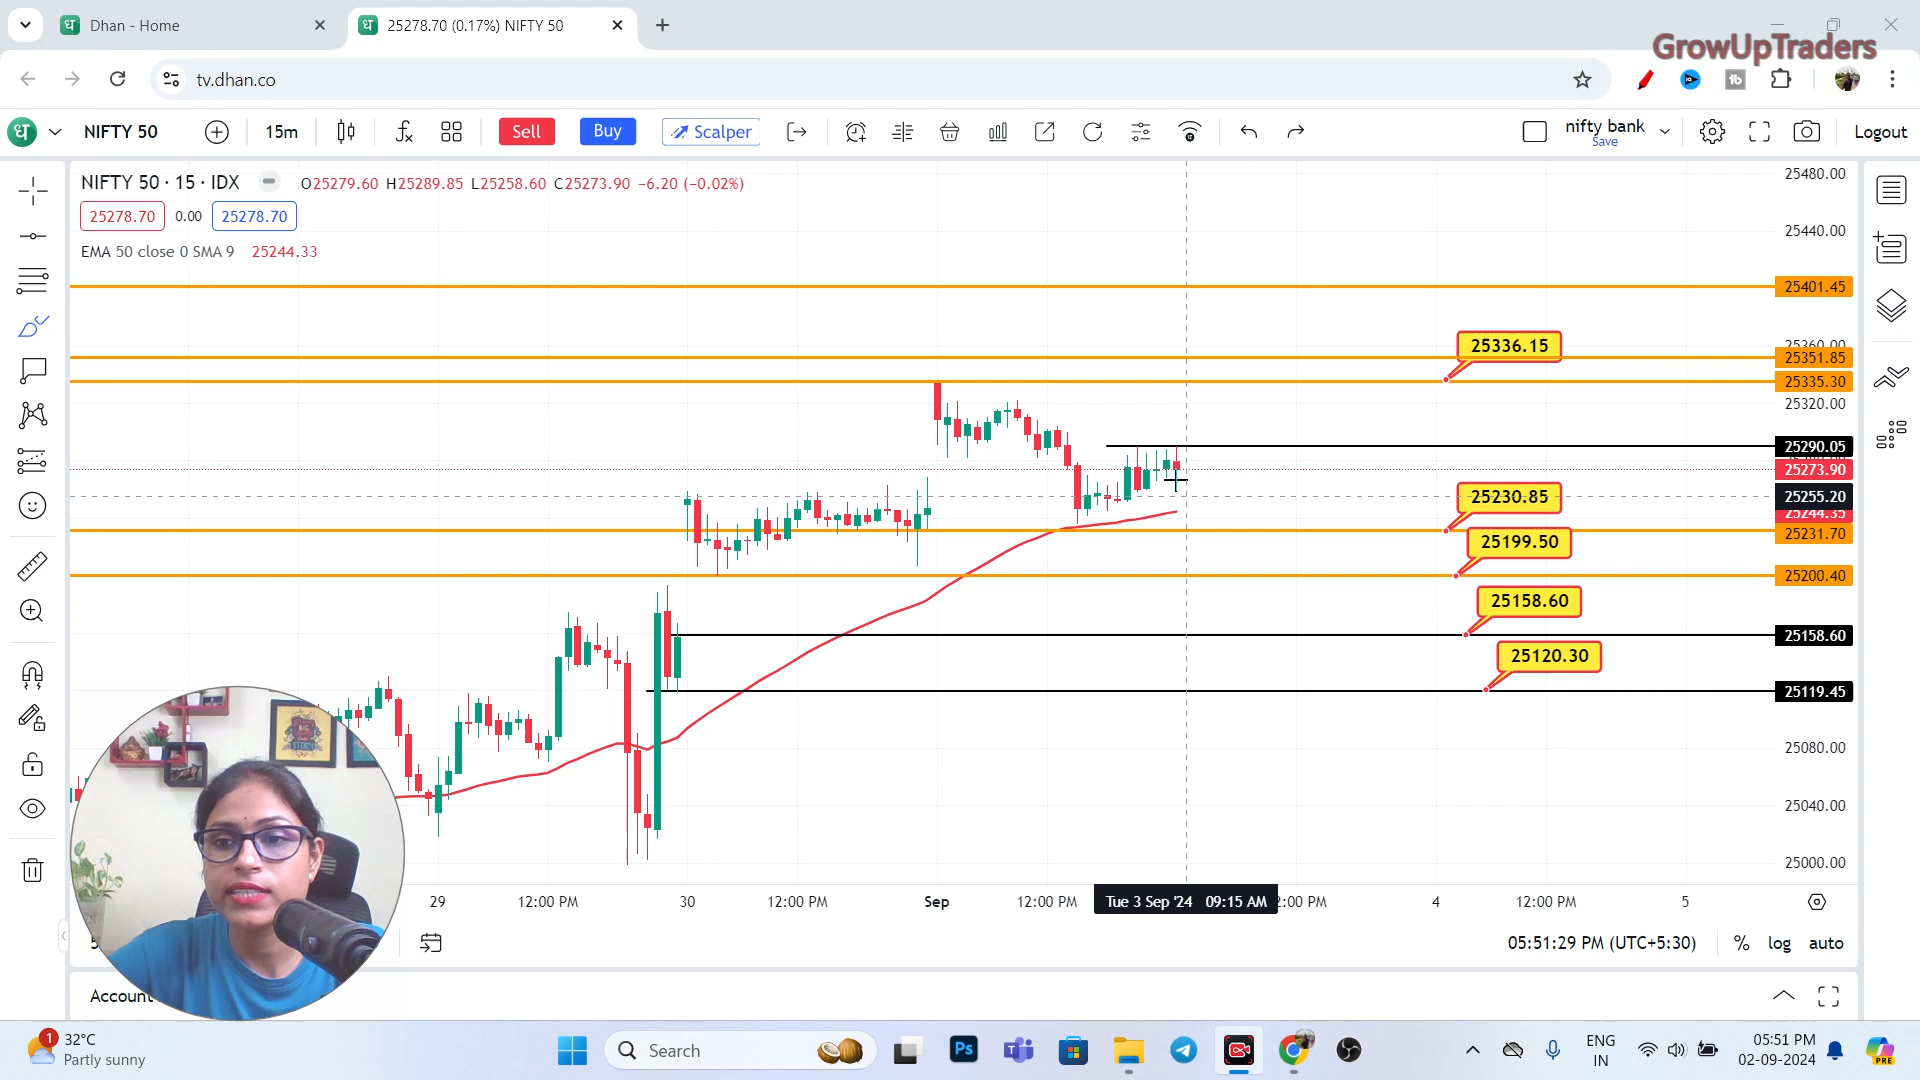 Dhan - Home
25278.70 (0.17%) NIFTY 50
GrowUpTraders
tv.dhan.co
NIFTY 50
15m
Sell
Buy
Scalper
nifty bank
Save
Logout
NIFTY 50 · 15 · IDX O25279.60 H25289.85 L25258.60 C25273.90 −6.20 (−0.02%)
25278.70 0.00 25278.70
EMA 50 close 0 SMA 9 25244.33
25480.00
25440.00
25401.45
25336.15
25360.00
25351.85
25335.30
25320.00
25290.05
25273.90
25230.85
25255.20
25244.35
25231.70
25199.50
25200.40
25158.60
25158.60
25120.30
25119.45
25080.00
25040.00
25000.00
29 12:00 PM 30 12:00 PM Sep 12:00 PM Tue 3 Sep '24 09:15 AM 2:00 PM 4 12:00 PM 5
05:51:29 PM (UTC+5:30) % log auto
Account
1
32°C
Partly sunny
Search
Ps
ENG
IN
05:51 PM
02-09-2024
PRE